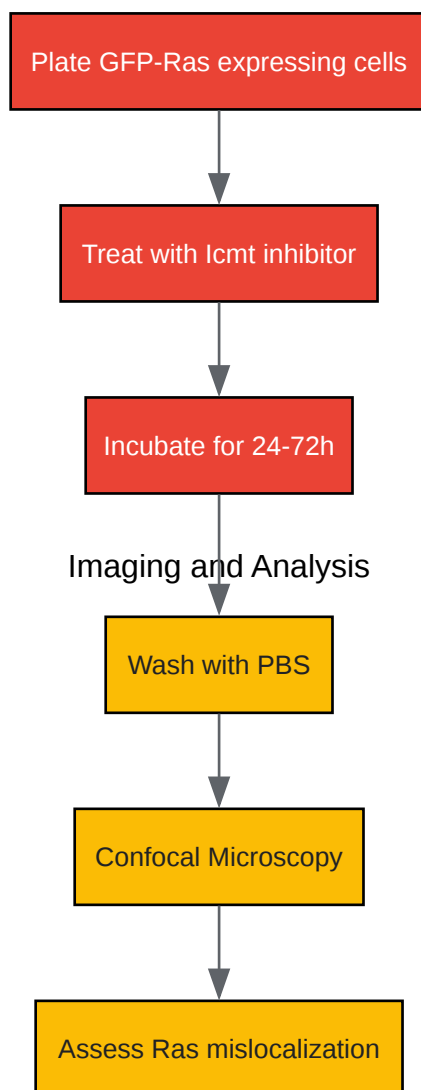 Plate GFP-Ras expressing cells
Treat with Icmt inhibitor
Incubate for 24-72h
Imaging and Analysis
Wash with PBS
Confocal Microscopy
Assess Ras mislocalization